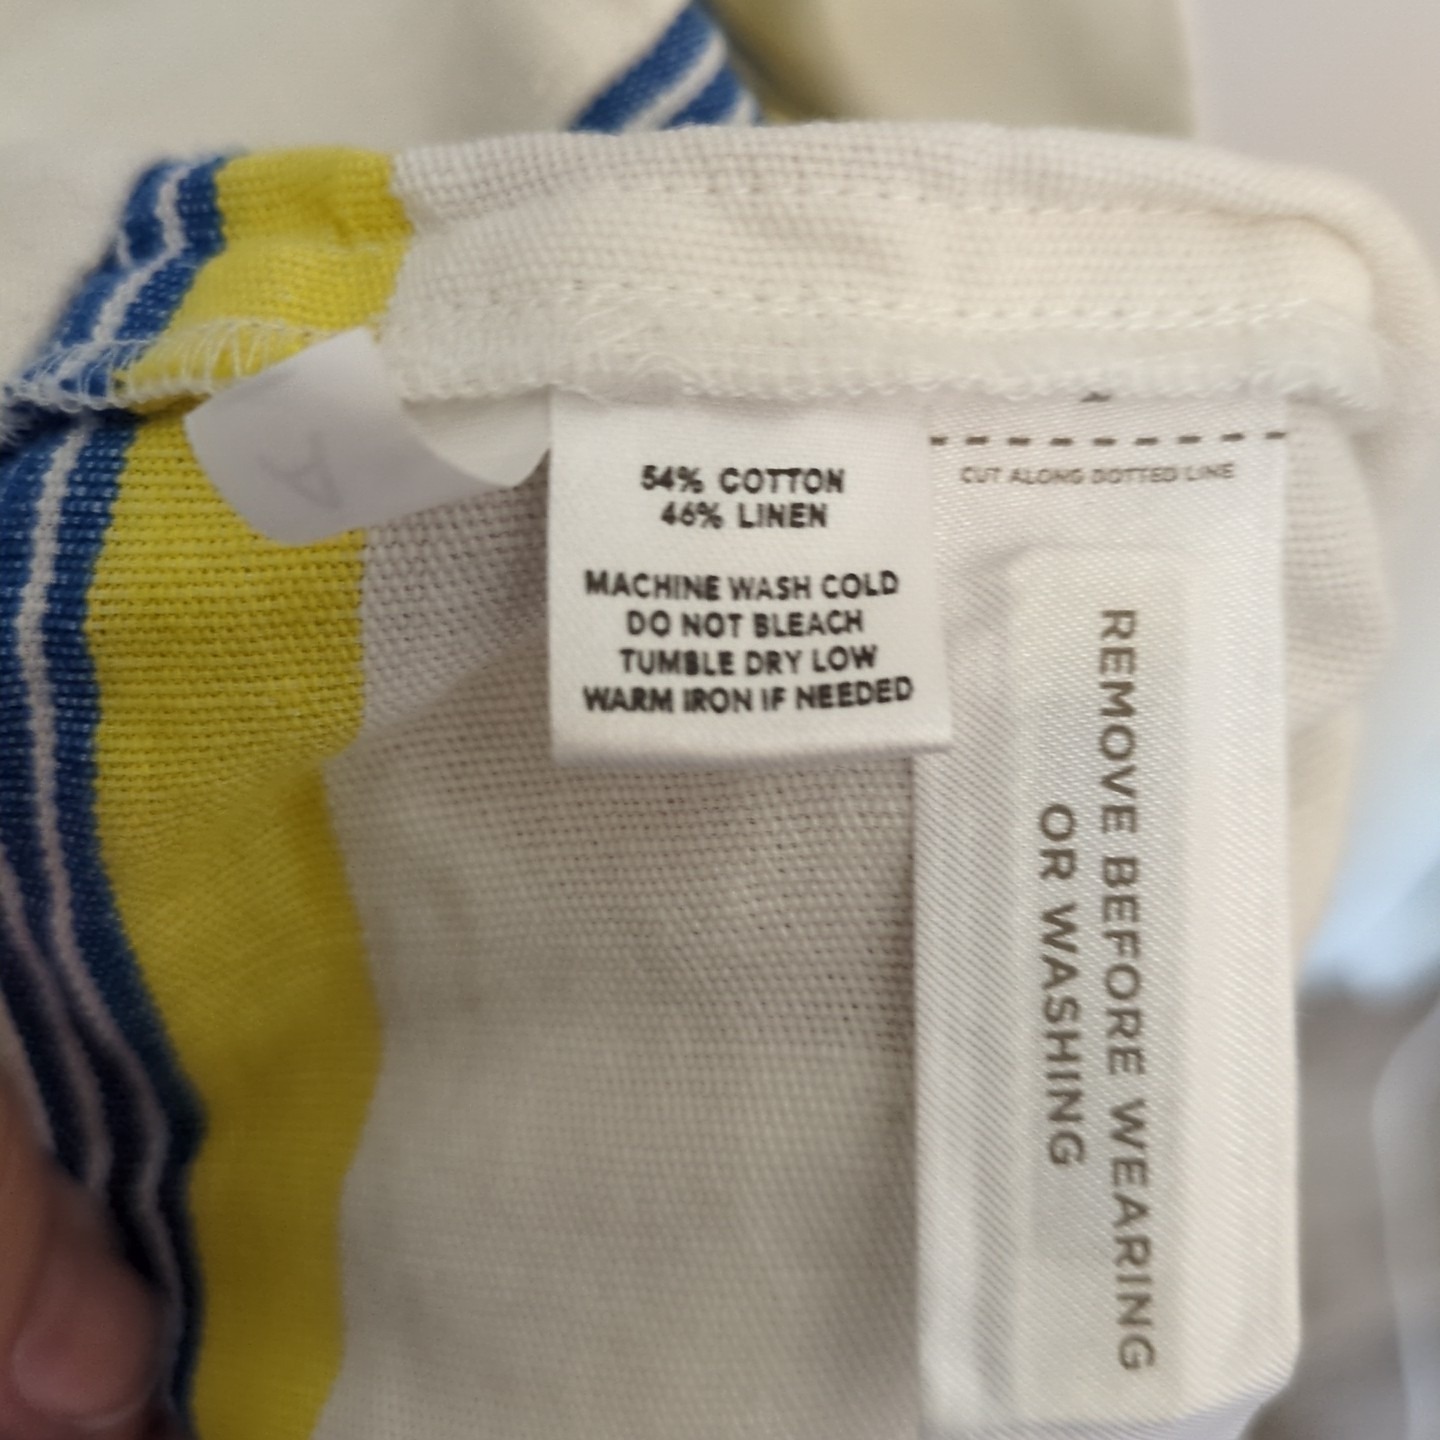 54% COTTON
46% LINEN
MACHINE WASH COLD
DO NOT BLEACH
TUMBLE DRY LOW
WARM IRON IF NEEDED
CUT ALONG DOTTED LINE
REMOVE BEFORE WEARING
OR WASHING